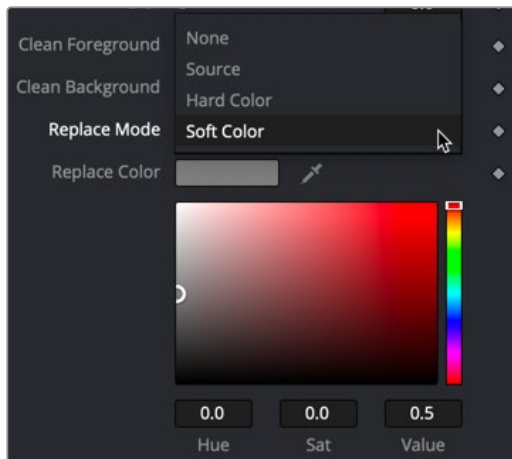 Clean Foreground
None
Source
Clean Background
Hard Color
Replace Mode
Soft Color
Replace Color
0.0 0.0 0.5
Hue Sat Value